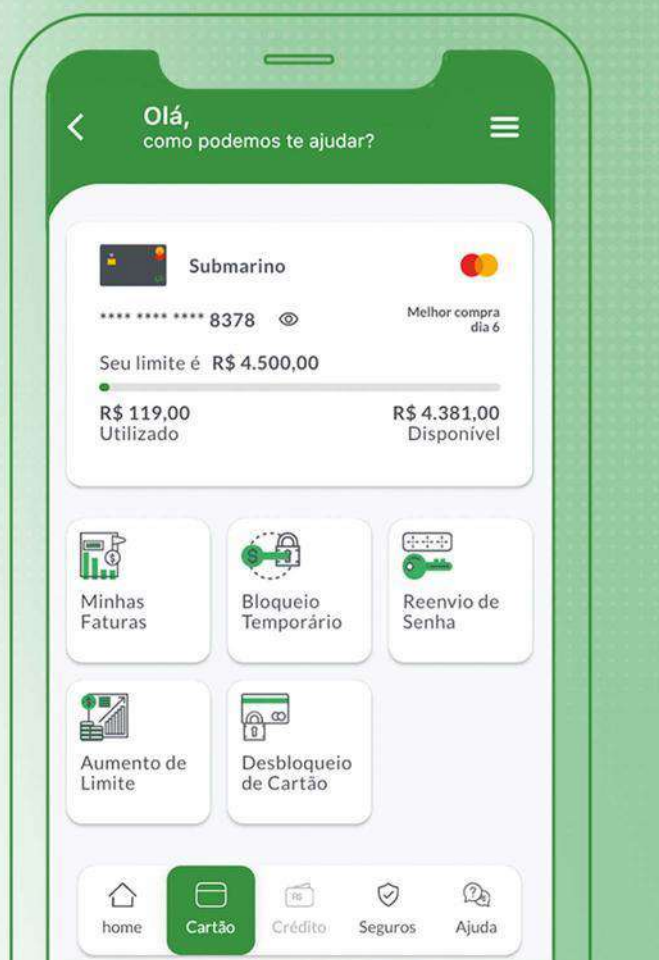 Olá,
como podemos te ajudar?
Submarino
**** **** **** 8378
Melhor compra
dia 6
Seu limite é R$ 4.500,00
R$ 119,00
Utilizado
R$ 4.381,00
Disponível
Minhas
Faturas
Bloqueio
Temporário
Reenvio de
Senha
Aumento de
Limite
Desbloqueio
de Cartão
home
Cartão
R$
Crédito
Seguros
Ajuda